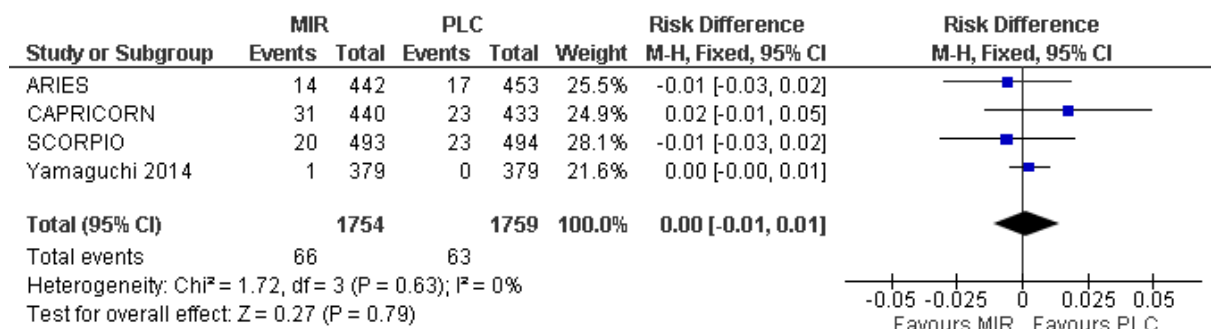 MIR PLC Risk Difference Risk Difference
Study or Subgroup Events Total Events Total Weight M-H, Fixed, 95% CI M-H, Fixed, 95% CI
ARIES 14 442 17 453 25.5% -0.01 [-0.03, 0.02]
CAPRICORN 31 440 23 433 24.9% 0.02 [-0.01, 0.05]
SCORPIO 20 493 23 494 28.1% -0.01 [-0.03, 0.02]
Yamaguchi 2014 1 379 0 379 21.6% 0.00 [-0.00, 0.01]
Total (95% CI) 1754 1759 100.0% 0.00 [-0.01, 0.01]
Total events 66 63
Heterogeneity: Chi² = 1.72, df = 3 (P = 0.63); I² = 0%
Test for overall effect: Z = 0.27 (P = 0.79)
-0.05 -0.025 0 0.025 0.05
Favours MIR Favours PLC